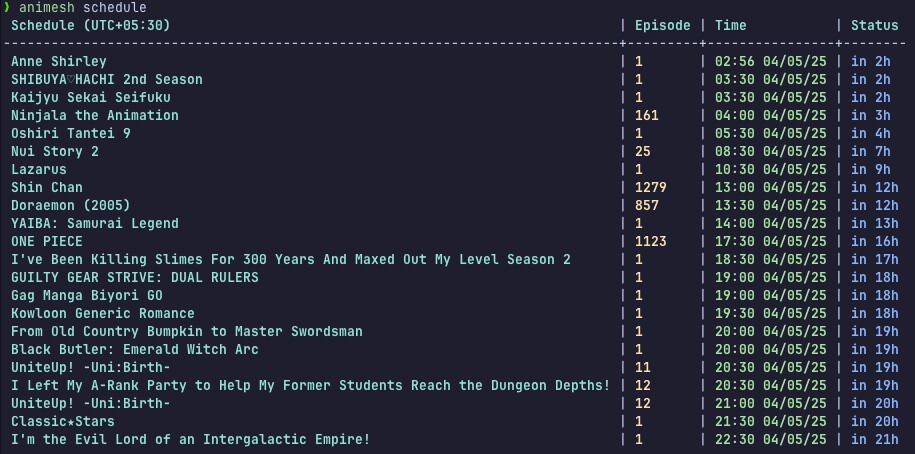 ❯ animesh schedule
Schedule (UTC+05:30) | Episode | Time | Status
-----------------------------------------------------------------------------+---------+----------------+--------
Anne Shirley | 1 | 02:56 04/05/25 | in 2h
SHIBUYA♡HACHI 2nd Season | 1 | 03:30 04/05/25 | in 2h
Kaijyu Sekai Seifuku | 1 | 03:30 04/05/25 | in 2h
Ninjala the Animation | 161 | 04:00 04/05/25 | in 3h
Oshiri Tantei 9 | 1 | 05:30 04/05/25 | in 4h
Nui Story 2 | 25 | 08:30 04/05/25 | in 7h
Lazarus | 1 | 10:30 04/05/25 | in 9h
Shin Chan | 1279 | 13:00 04/05/25 | in 12h
Doraemon (2005) | 857 | 13:30 04/05/25 | in 12h
YAIBA: Samurai Legend | 1 | 14:00 04/05/25 | in 13h
ONE PIECE | 1123 | 17:30 04/05/25 | in 16h
I've Been Killing Slimes For 300 Years And Maxed Out My Level Season 2 | 1 | 18:30 04/05/25 | in 17h
GUILTY GEAR STRIVE: DUAL RULERS | 1 | 19:00 04/05/25 | in 18h
Gag Manga Biyori GO | 1 | 19:00 04/05/25 | in 18h
Kowloon Generic Romance | 1 | 19:30 04/05/25 | in 18h
From Old Country Bumpkin to Master Swordsman | 1 | 20:00 04/05/25 | in 19h
Black Butler: Emerald Witch Arc | 1 | 20:00 04/05/25 | in 19h
UniteUp! -Uni:Birth- | 11 | 20:30 04/05/25 | in 19h
I Left My A-Rank Party to Help My Former Students Reach the Dungeon Depths! | 12 | 20:30 04/05/25 | in 19h
UniteUp! -Uni:Birth- | 12 | 21:00 04/05/25 | in 20h
Classic★Stars | 1 | 21:30 04/05/25 | in 20h
I'm the Evil Lord of an Intergalactic Empire! | 1 | 22:30 04/05/25 | in 21h